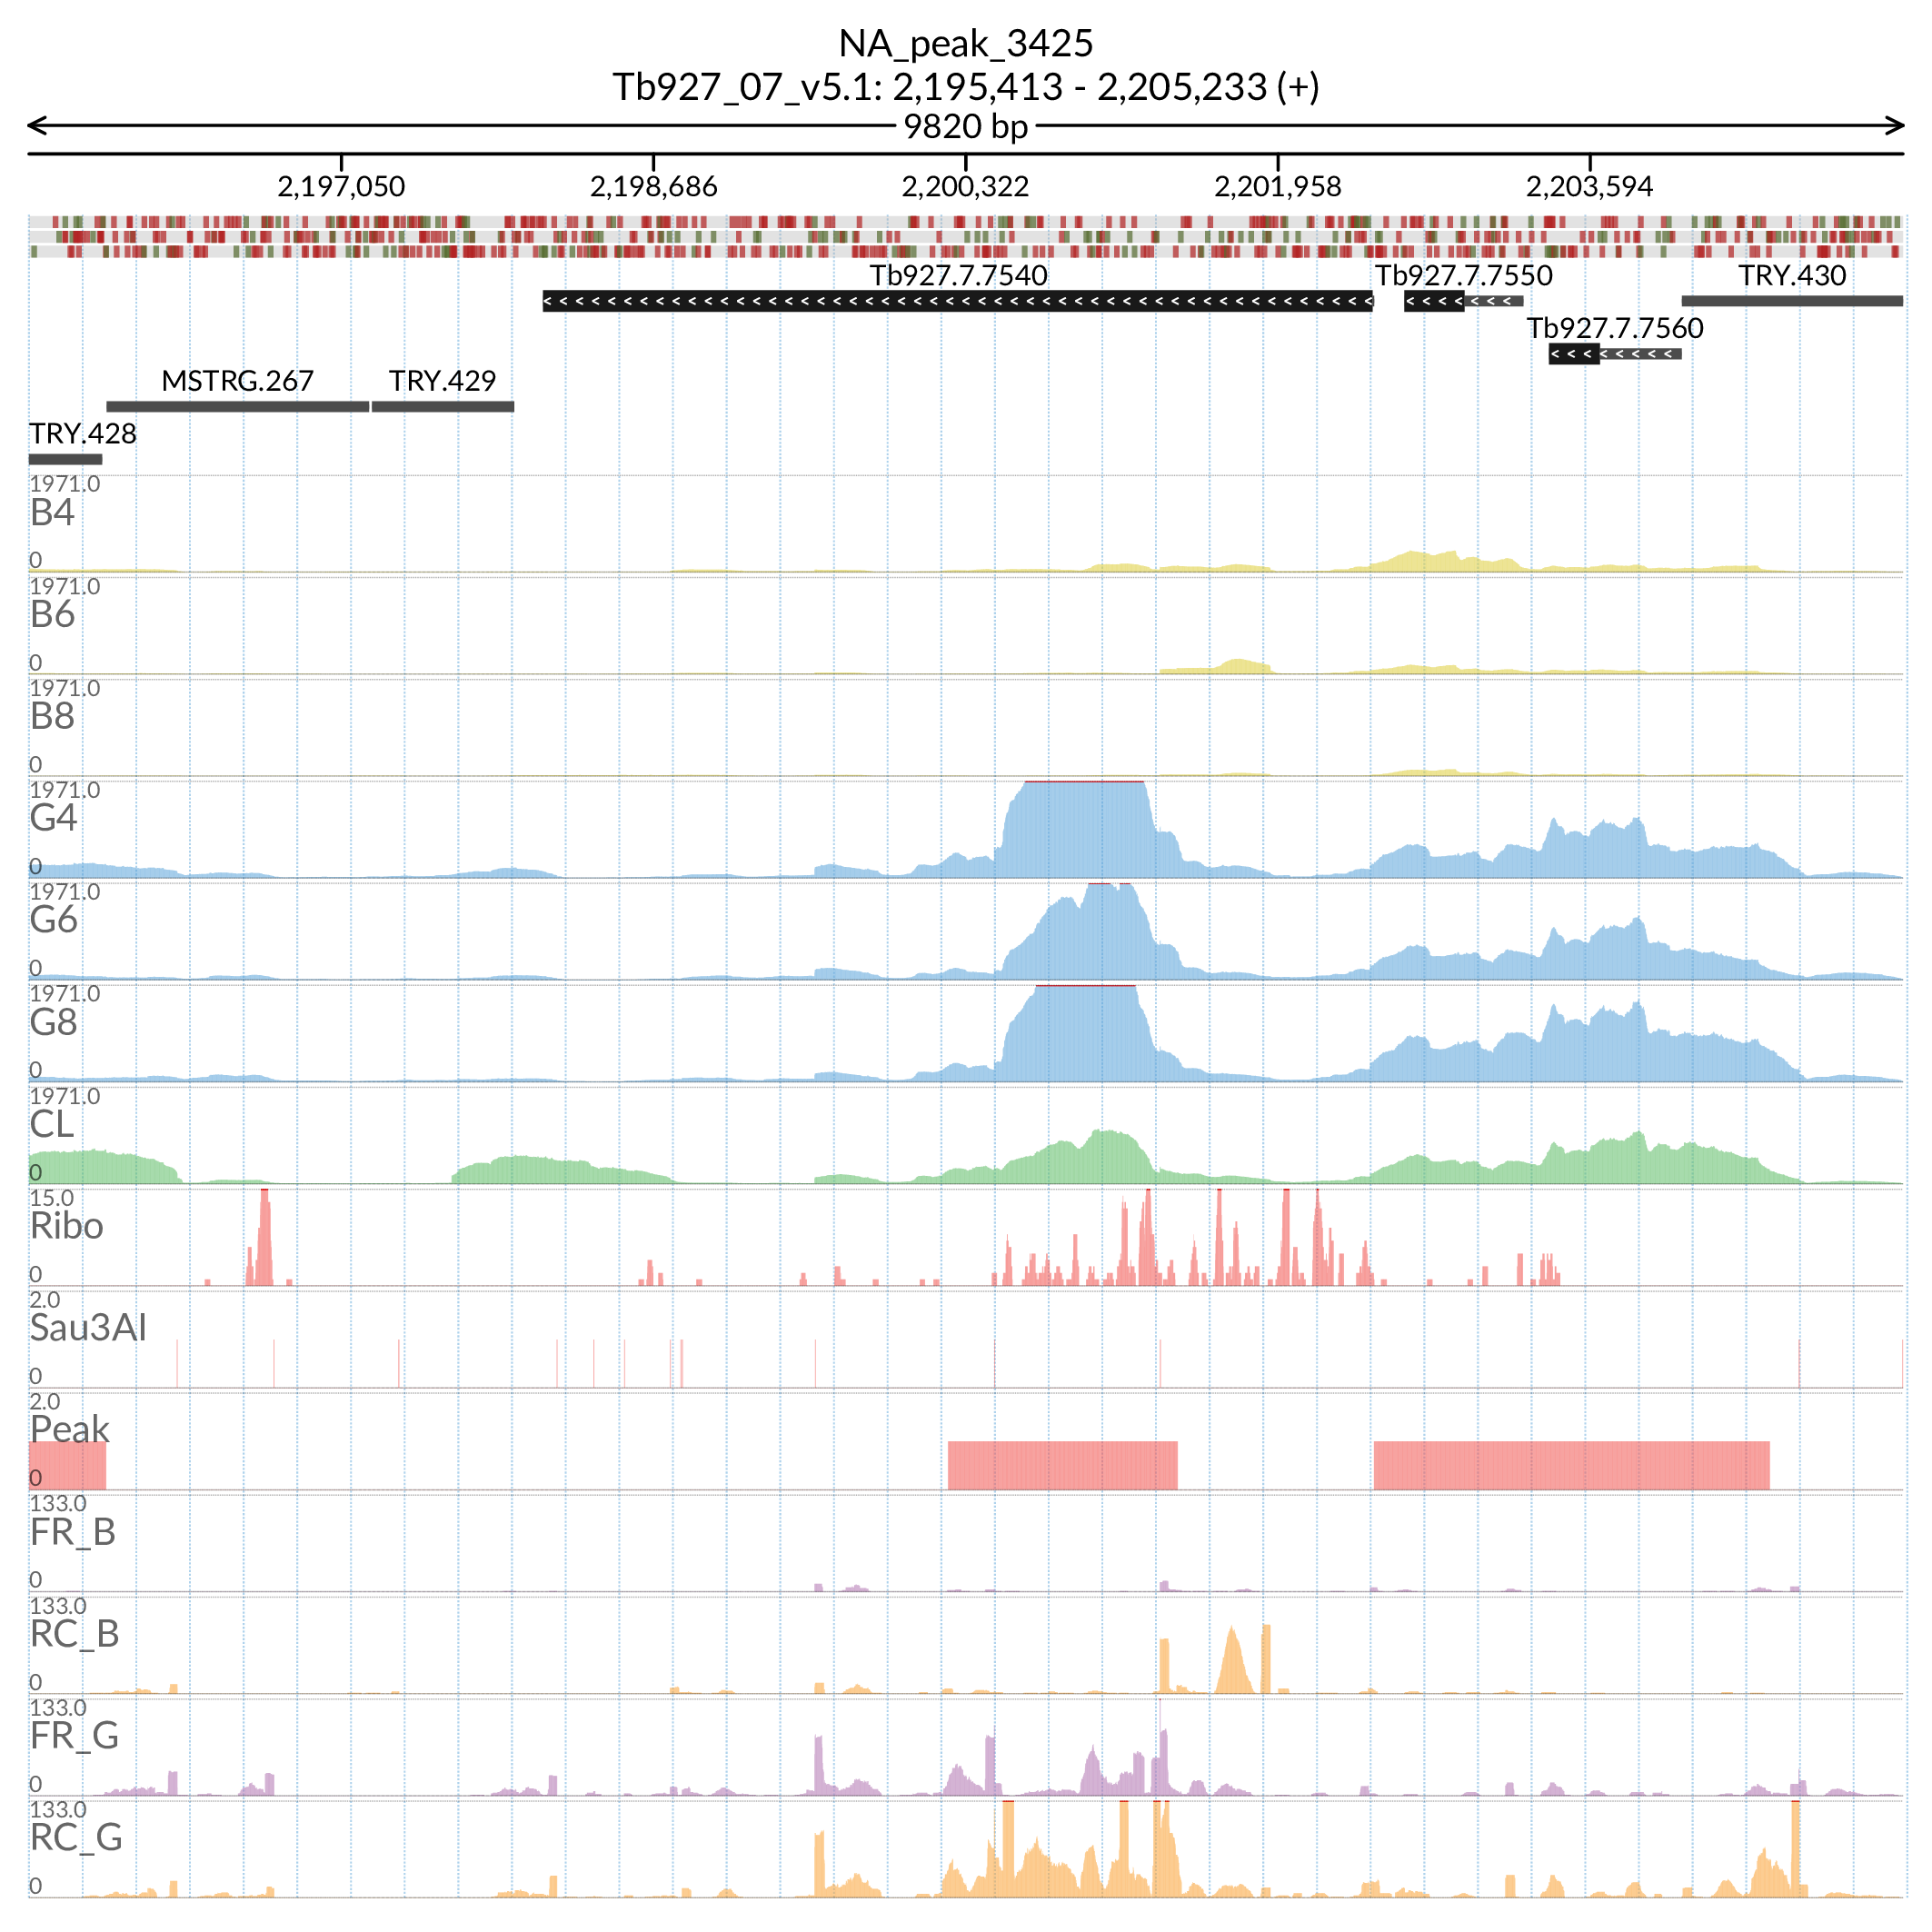 NA_peak_3425
Tb927_07_v5.1: 2,195,413 - 2,205,233 (+)
9820 bp
2,197,050 2,198,686 2,200,322 2,201,958 2,203,594
Tb927.7.7540 Tb927.7.7550 TRY.430
Tb927.7.7560
MSTRG.267 TRY.429
TRY.428
1971.0
B4
0
1971.0
B6
0
1971.0
B8
0
1971.0
G4
0
1971.0
G6
0
1971.0
G8
0
1971.0
CL
0
15.0
Ribo
0
2.0
Sau3AI
0
2.0
Peak
0
133.0
FR_B
0
133.0
RC_B
0
133.0
FR_G
0
133.0
RC_G
0